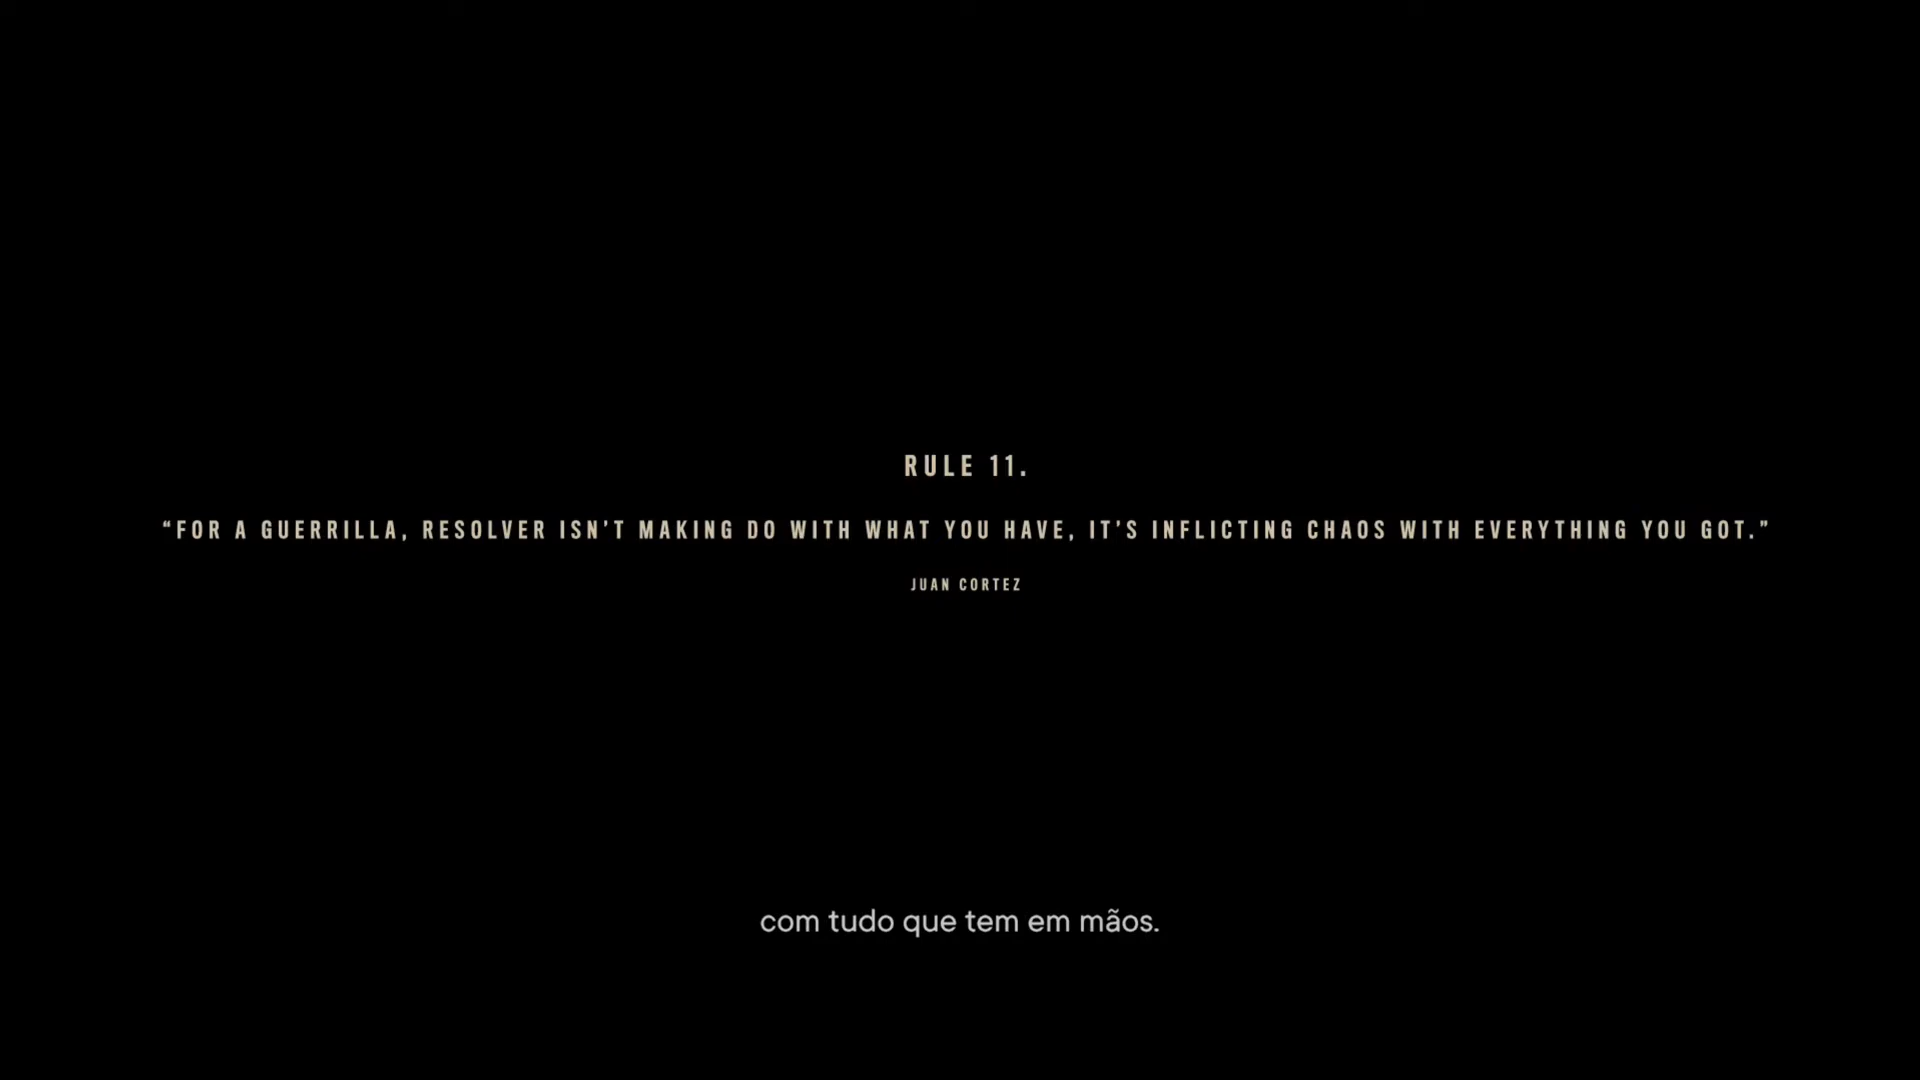 RULE 11.
“FOR A GUERRILLA, RESOLVER ISN’T MAKING DO WITH WHAT YOU HAVE, IT’S INFLICTING CHAOS WITH EVERYTHING YOU GOT.”
JUAN CORTEZ
com tudo que tem em mãos.